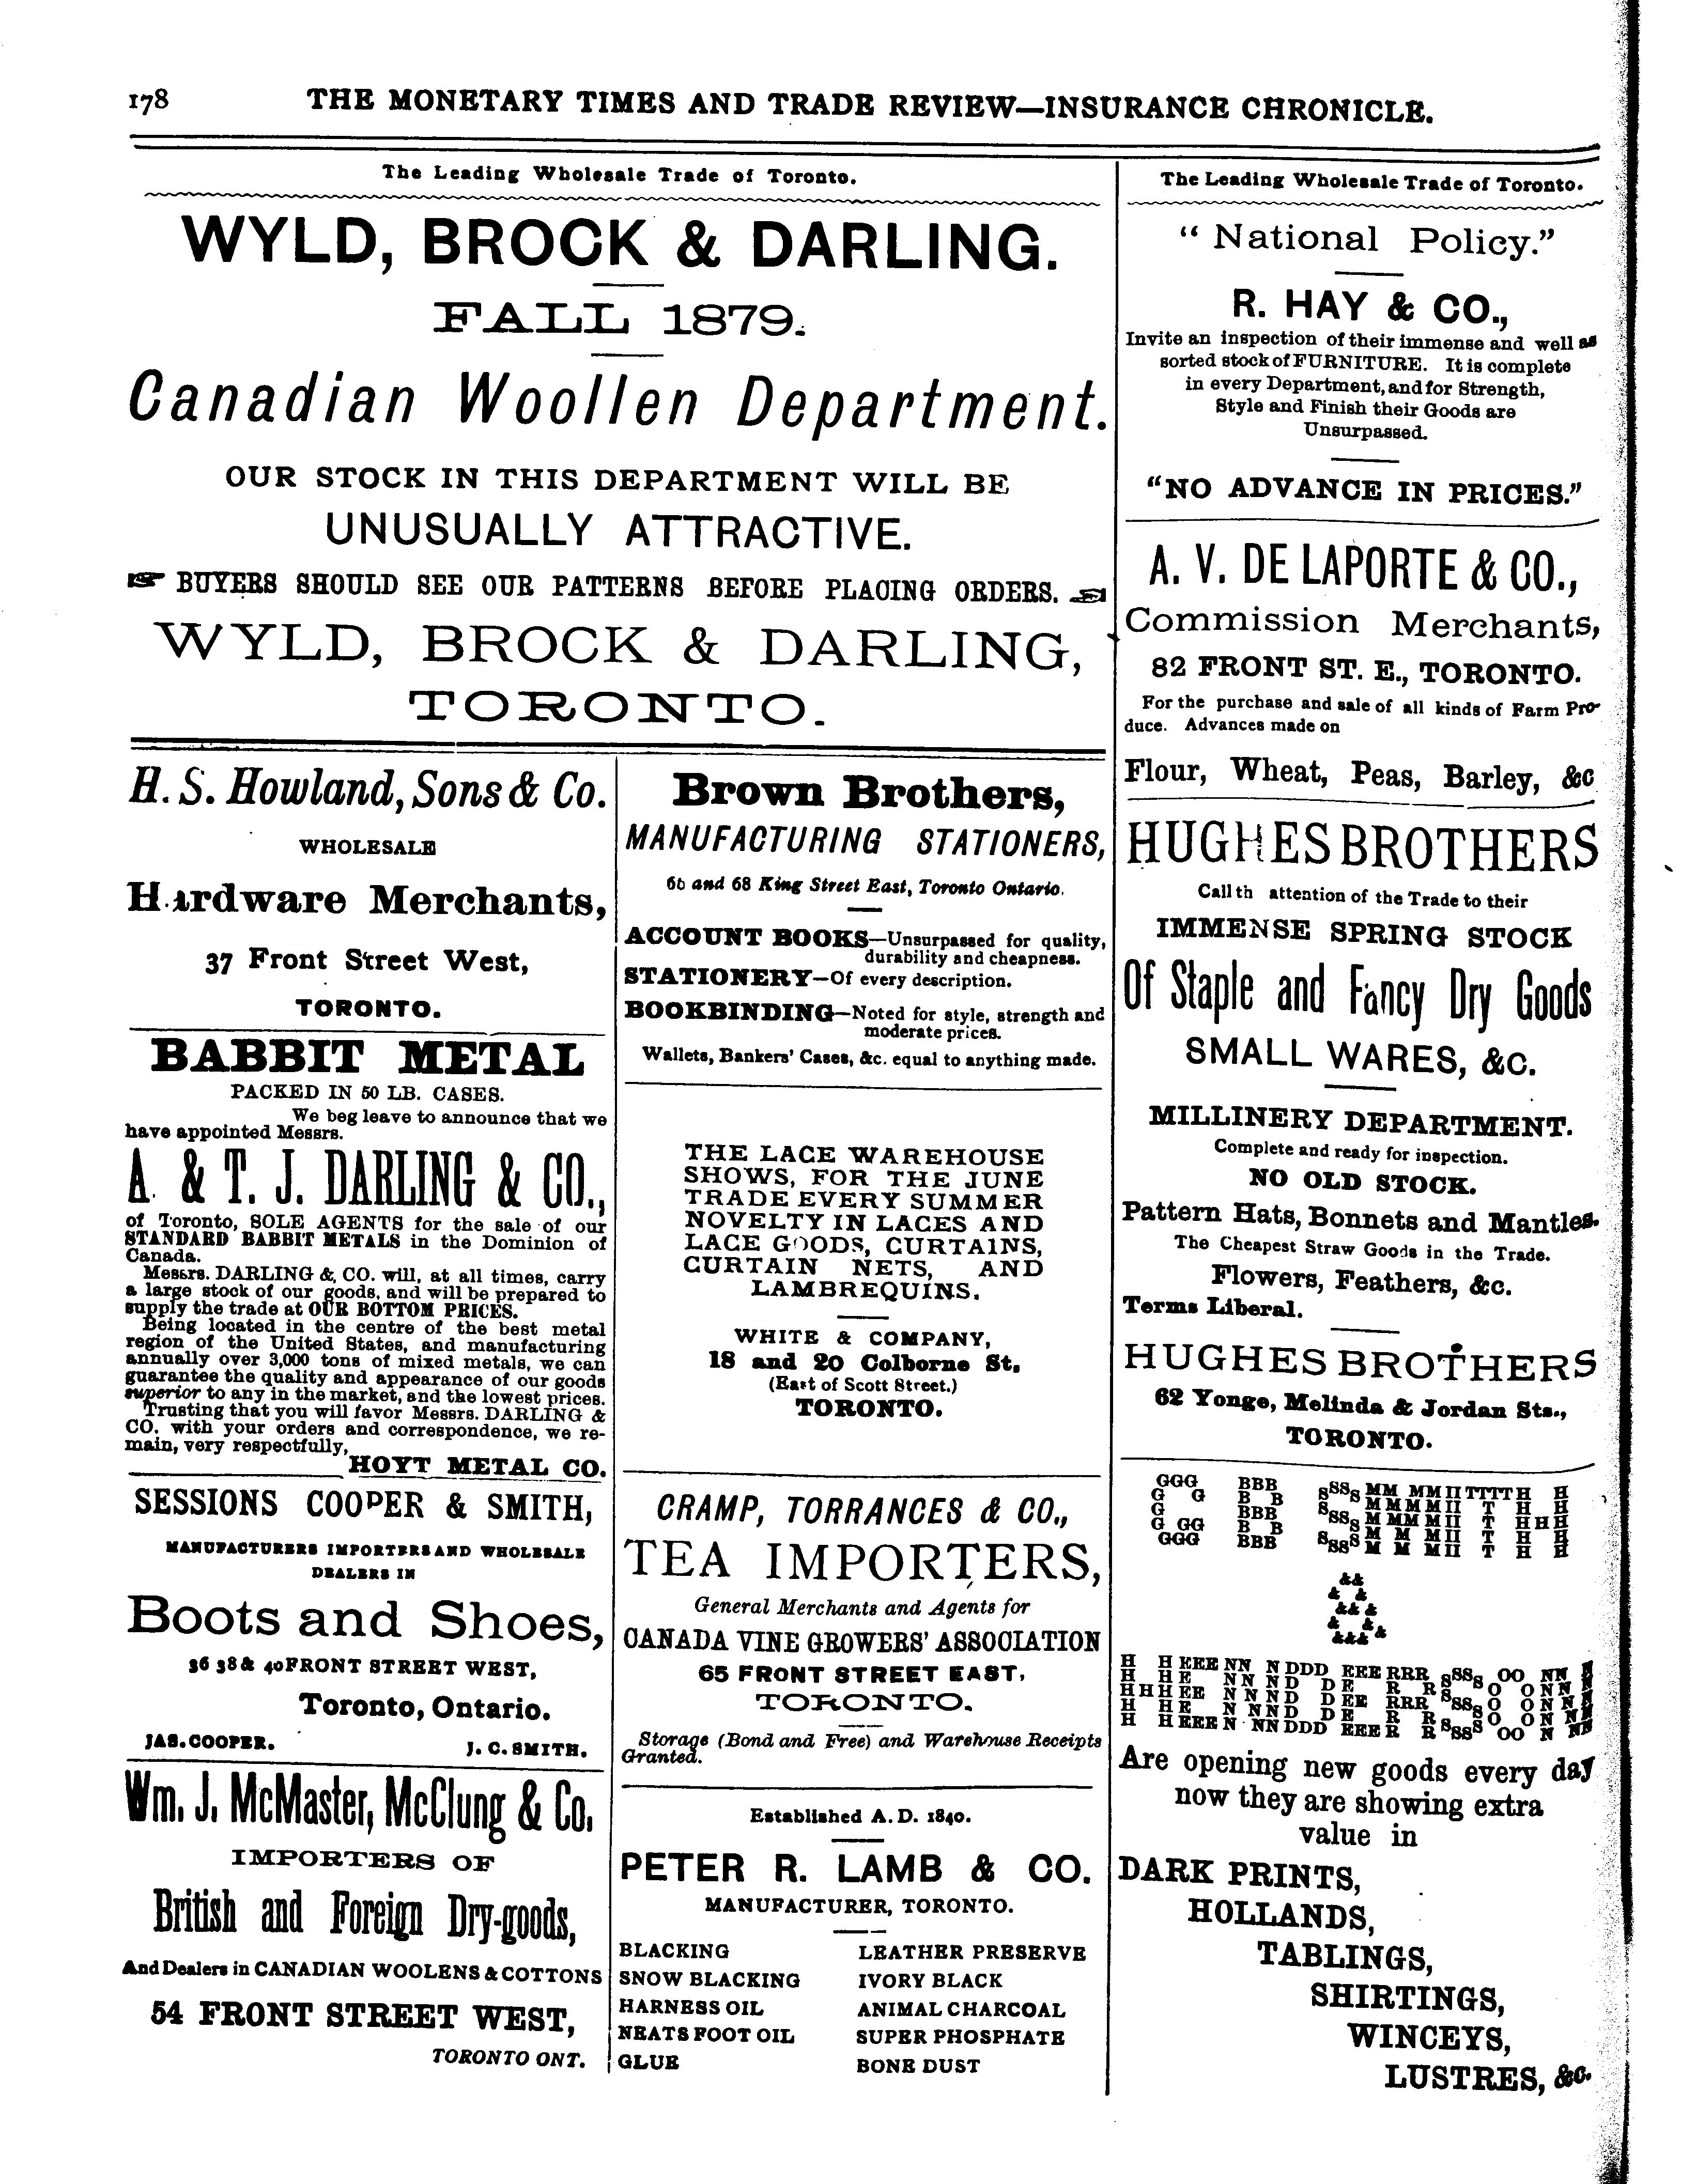 178
THE MONETARY TIMES AND TRADE REVIEW—INSURANCE CHRONICLE.
The Leading Wholesale Trade of Toronto.
WYLD, BROCK & DARLING.
FALL 1879.
Canadian Woollen Department.
OUR STOCK IN THIS DEPARTMENT WILL BE
UNUSUALLY ATTRACTIVE.
BUYERS SHOULD SEE OUR PATTERNS BEFORE PLACING ORDERS.
WYLD, BROCK & DARLING,
TORONTO.
H. S. Howland, Sons & Co.
WHOLESALE
Hardware Merchants,
37 Front Street West,
TORONTO.
BABBIT METAL
PACKED IN 50 LB. CASES.
We beg leave to announce that we
have appointed Messrs.
A. & T. J. DARLING & CO.,
of Toronto, SOLE AGENTS for the sale of our
STANDARD BABBIT METALS in the Dominion of
Canada.
Messrs. DARLING &, CO. will, at all times, carry
a large stock of our goods, and will be prepared to
supply the trade at OUR BOTTOM PRICES.
Being located in the centre of the best metal
region of the United States, and manufacturing
annually over 3,000 tons of mixed metals, we can
guarantee the quality and appearance of our goods
superior to any in the market, and the lowest prices.
Trusting that you will favor Messrs. DARLING &
CO. with your orders and correspondence, we re-
main, very respectfully,
HOYT METAL CO.
SESSIONS COOPER & SMITH,
MANUFACTURERS IMPORTERS AND WHOLESALE
DEALERS IN
Boots and Shoes,
36 38 & 40 FRONT STREET WEST,
Toronto, Ontario.
JAS. COOPER. J. C. SMITH.
Wm. J. McMaster, McClung & Co.
IMPORTERS OF
British and Foreign Dry-goods,
And Dealers in CANADIAN WOOLENS & COTTONS
54 FRONT STREET WEST,
TORONTO ONT.
Brown Brothers,
MANUFACTURING STATIONERS,
66 and 68 King Street East, Toronto Ontario.
ACCOUNT BOOKS—Unsurpassed for quality,
durability and cheapness.
STATIONERY—Of every description.
BOOKBINDING—Noted for style, strength and
moderate prices.
Wallets, Bankers' Cases, &c. equal to anything made.
THE LACE WAREHOUSE
SHOWS, FOR THE JUNE
TRADE EVERY SUMMER
NOVELTY IN LACES AND
LACE GOODS, CURTAINS,
CURTAIN NETS, AND
LAMBREQUINS.
WHITE & COMPANY,
18 and 20 Colborne St.
(East of Scott Street.)
TORONTO.
CRAMP, TORRANCES & CO.,
TEA IMPORTERS,
General Merchants and Agents for
CANADA VINE GROWERS' ASSOCIATION
65 FRONT STREET EAST,
TORONTO.
Storage (Bond and Free) and Warehouse Receipts
Granted.
Established A. D. 1840.
PETER R. LAMB & CO.
MANUFACTURER, TORONTO.
BLACKING LEATHER PRESERVE
SNOW BLACKING IVORY BLACK
HARNESS OIL ANIMAL CHARCOAL
NEATS FOOT OIL SUPER PHOSPHATE
GLUE BONE DUST
The Leading Wholesale Trade of Toronto.
" National Policy."
R. HAY & CO.,
Invite an inspection of their immense and well as
sorted stock of FURNITURE. It is complete
in every Department, and for Strength,
Style and Finish their Goods are
Unsurpassed.
"NO ADVANCE IN PRICES."
A. V. DE LAPORTE & CO.,
Commission Merchants,
82 FRONT ST. E., TORONTO.
For the purchase and sale of all kinds of Farm Pro-
duce. Advances made on
Flour, Wheat, Peas, Barley, &c
HUGHES BROTHERS
Call th attention of the Trade to their
IMMENSE SPRING STOCK
Of Staple and Fancy Dry Goods
SMALL WARES, &c.
MILLINERY DEPARTMENT.
Complete and ready for inspection.
NO OLD STOCK.
Pattern Hats, Bonnets and Mantles.
The Cheapest Straw Goods in the Trade.
Flowers, Feathers, &c.
Terms Liberal.
HUGHES BROTHERS
62 Yonge, Melinda & Jordan Sts.,
TORONTO.
G B SMITH
&
HENDERSON
Are opening new goods every day
now they are showing extra
value in
DARK PRINTS,
HOLLANDS,
TABLINGS,
SHIRTINGS,
WINCEYS,
LUSTRES, &c.